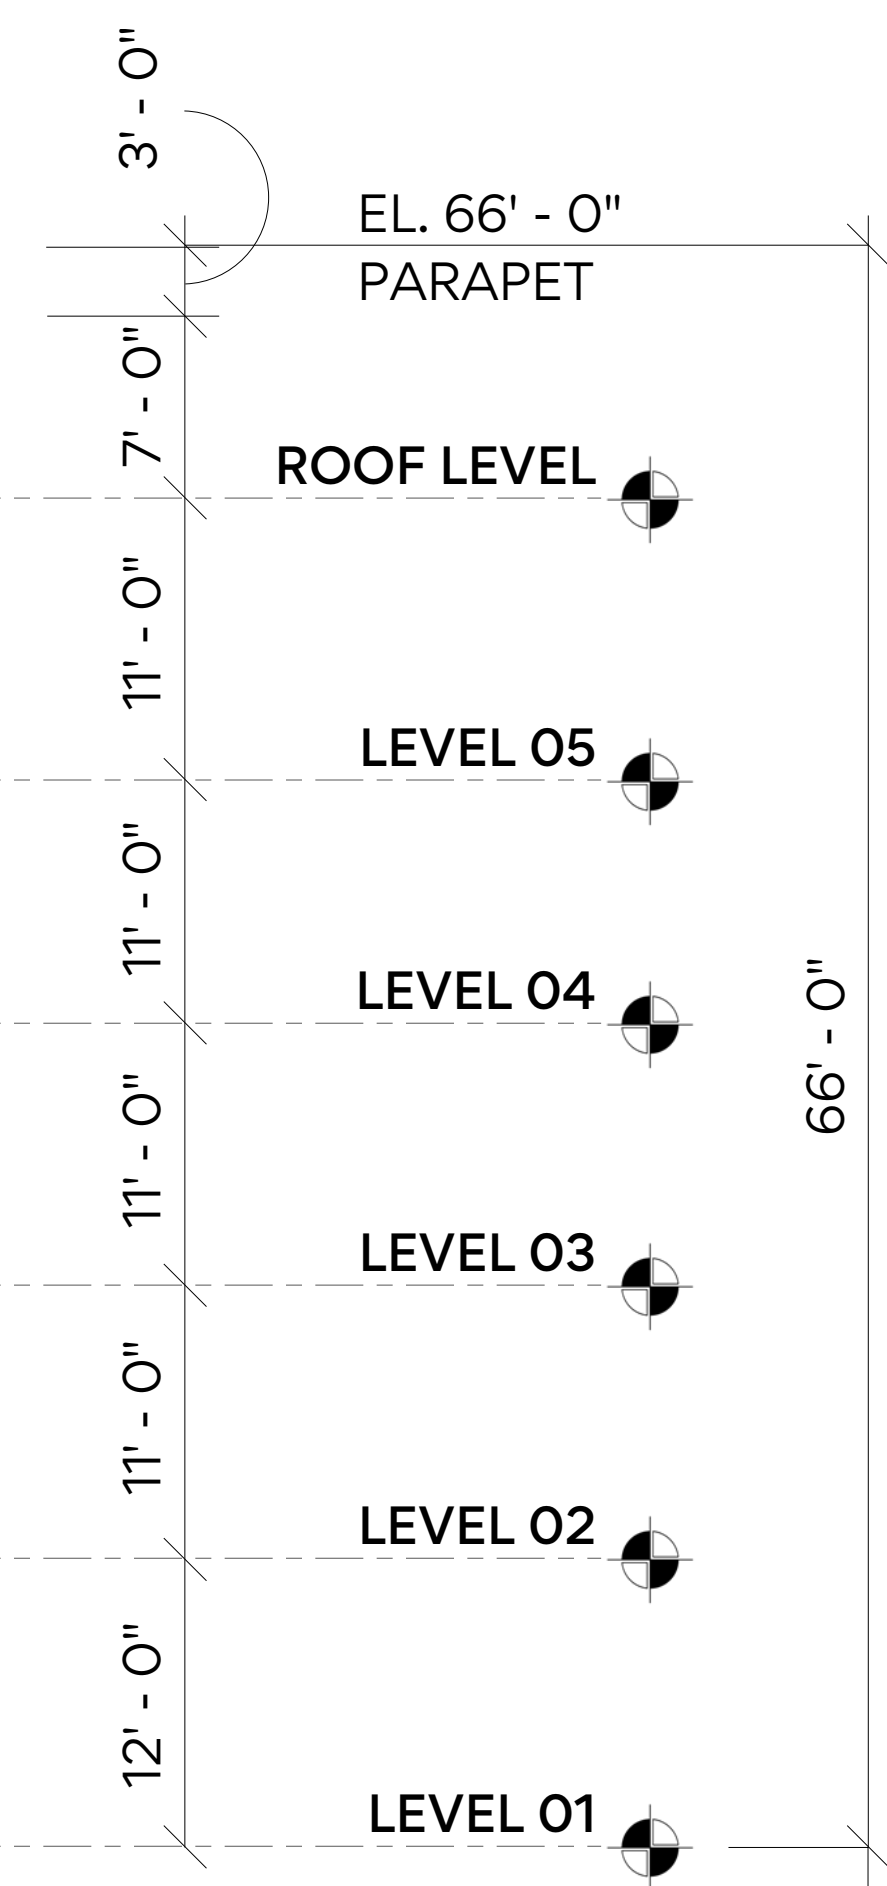 3' - 0"
EL. 66' - 0"
PARAPET
7' - 0"
ROOF LEVEL
11' - 0"
LEVEL 05
11' - 0"
LEVEL 04
66' - 0"
11' - 0"
LEVEL 03
11' - 0"
LEVEL 02
12' - 0"
LEVEL 01